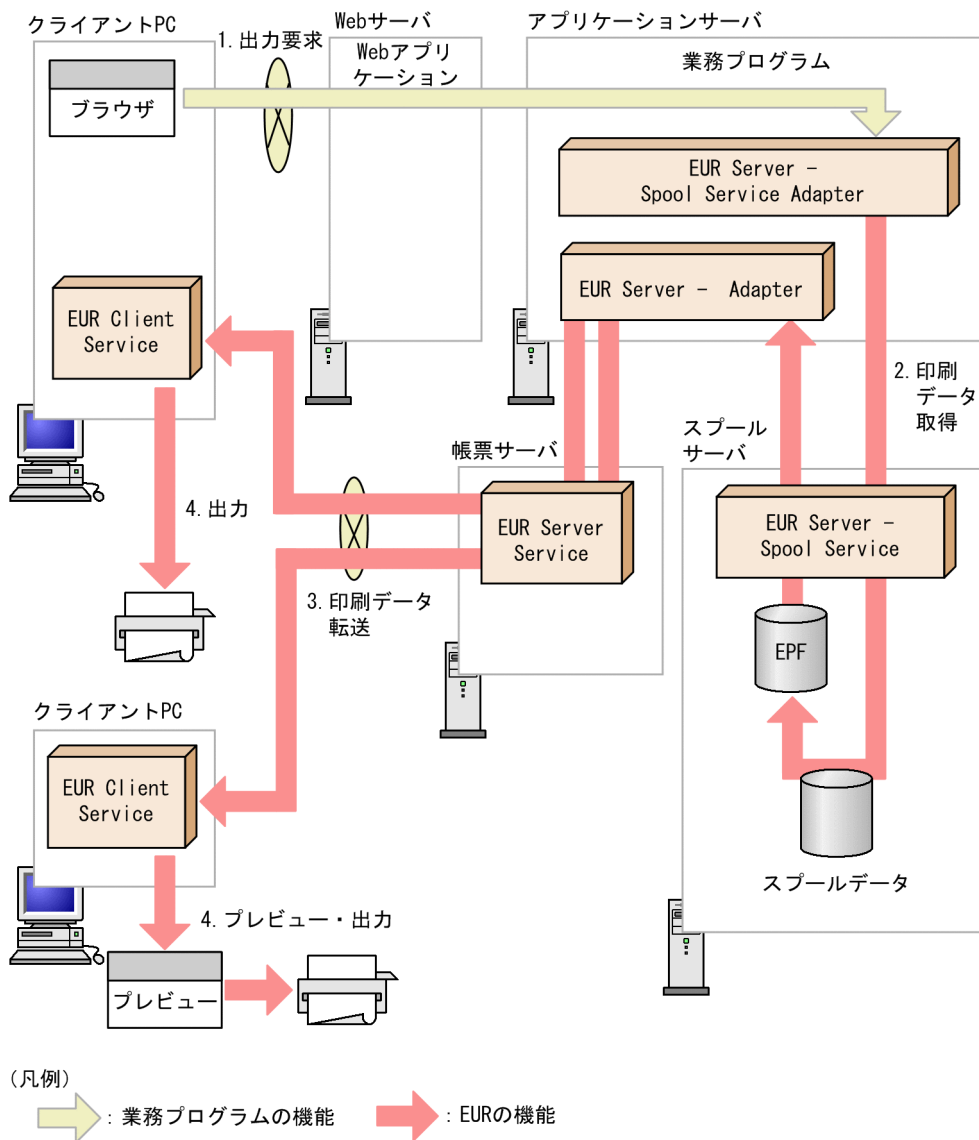 クライアントPC
Webサーバ
アプリケーションサーバ
1. 出力要求
Webアプリ
ケーション
業務プログラム
ブラウザ
EUR Server －
Spool Service Adapter
EUR Server － Adapter
EUR Client
Service
2. 印刷
データ
取得
帳票サーバ
スプール
サーバ
4. 出力
EUR Server
Service
EUR Server －
Spool Service
3. 印刷データ
転送
EPF
クライアントPC
EUR Client
Service
スプールデータ
4. プレビュー・出力
プレビュー
(凡例)
: 業務プログラムの機能
: EURの機能